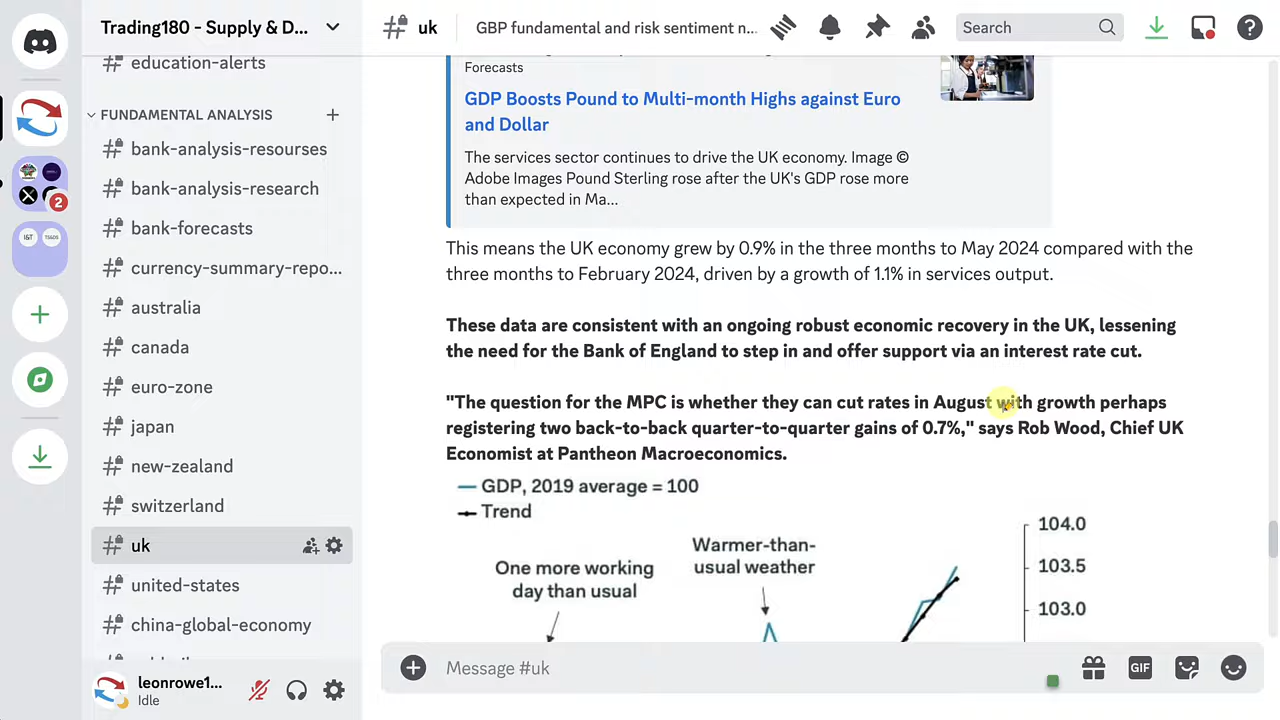 Trading180 - Supply & D...
uk
GBP fundamental and risk sentiment n...
Search
education-alerts
FUNDAMENTAL ANALYSIS
bank-analysis-resourses
bank-analysis-research
bank-forecasts
currency-summary-repo...
australia
canada
euro-zone
japan
new-zealand
switzerland
uk
united-states
china-global-economy
2
I&T
leonrowe1...
Idle
Forecasts
GDP Boosts Pound to Multi-month Highs against Euro
and Dollar
The services sector continues to drive the UK economy. Image ©
Adobe Images Pound Sterling rose after the UK's GDP rose more
than expected in Ma...
This means the UK economy grew by 0.9% in the three months to May 2024 compared with the
three months to February 2024, driven by a growth of 1.1% in services output.
These data are consistent with an ongoing robust economic recovery in the UK, lessening
the need for the Bank of England to step in and offer support via an interest rate cut.
"The question for the MPC is whether they can cut rates in August with growth perhaps
registering two back-to-back quarter-to-quarter gains of 0.7%," says Rob Wood, Chief UK
Economist at Pantheon Macroeconomics.
GDP, 2019 average = 100
Trend
One more working
day than usual
Warmer-than-
usual weather
104.0
103.5
103.0
Message #uk
GIF